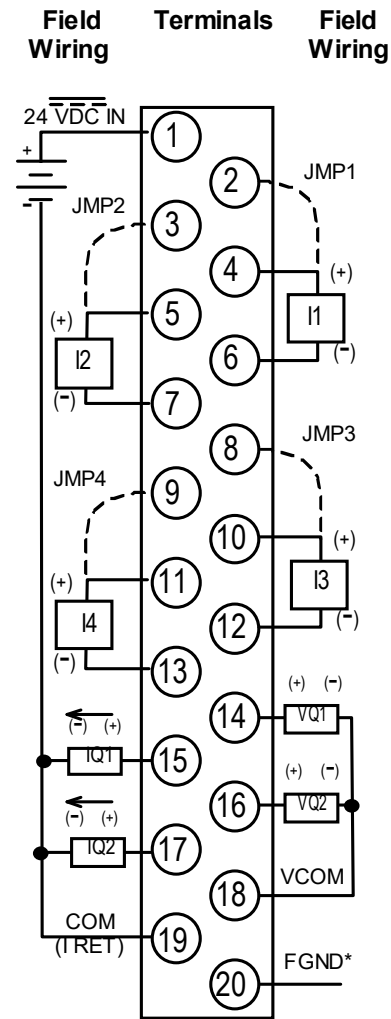 Field Wiring Terminals Field Wiring
24 VDC IN
1
+
2
JMP1
JMP2
3
4
(+)
(+)
5
I1
I2
6
(-)
(-)
7
8
JMP3
JMP4
9
10
(+)
(+)
11
I3
I4
12
(-)
(-)
13
(+) (-)
14
VQ1
(-) (+)
IQ1
15
(+) (-)
16
VQ2
(-) (+)
IQ2
17
18
VCOM
COM
(I RET)
19
20
FGND*
-